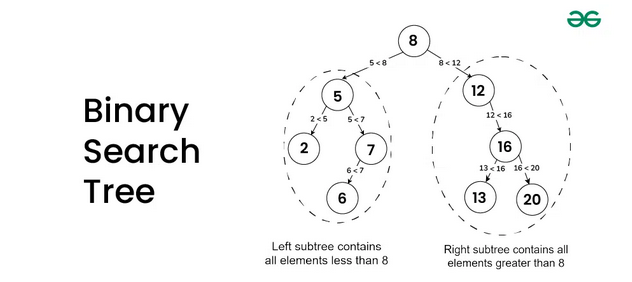 Binary
Search
Tree
8
5 < 8
8 < 12
5
12
2 < 5
5 < 7
12 < 16
2
7
16
6 < 7
13 < 16
16 < 20
6
13
20
Left subtree contains
all elements less than 8
Right subtree contains all
elements greater than 8